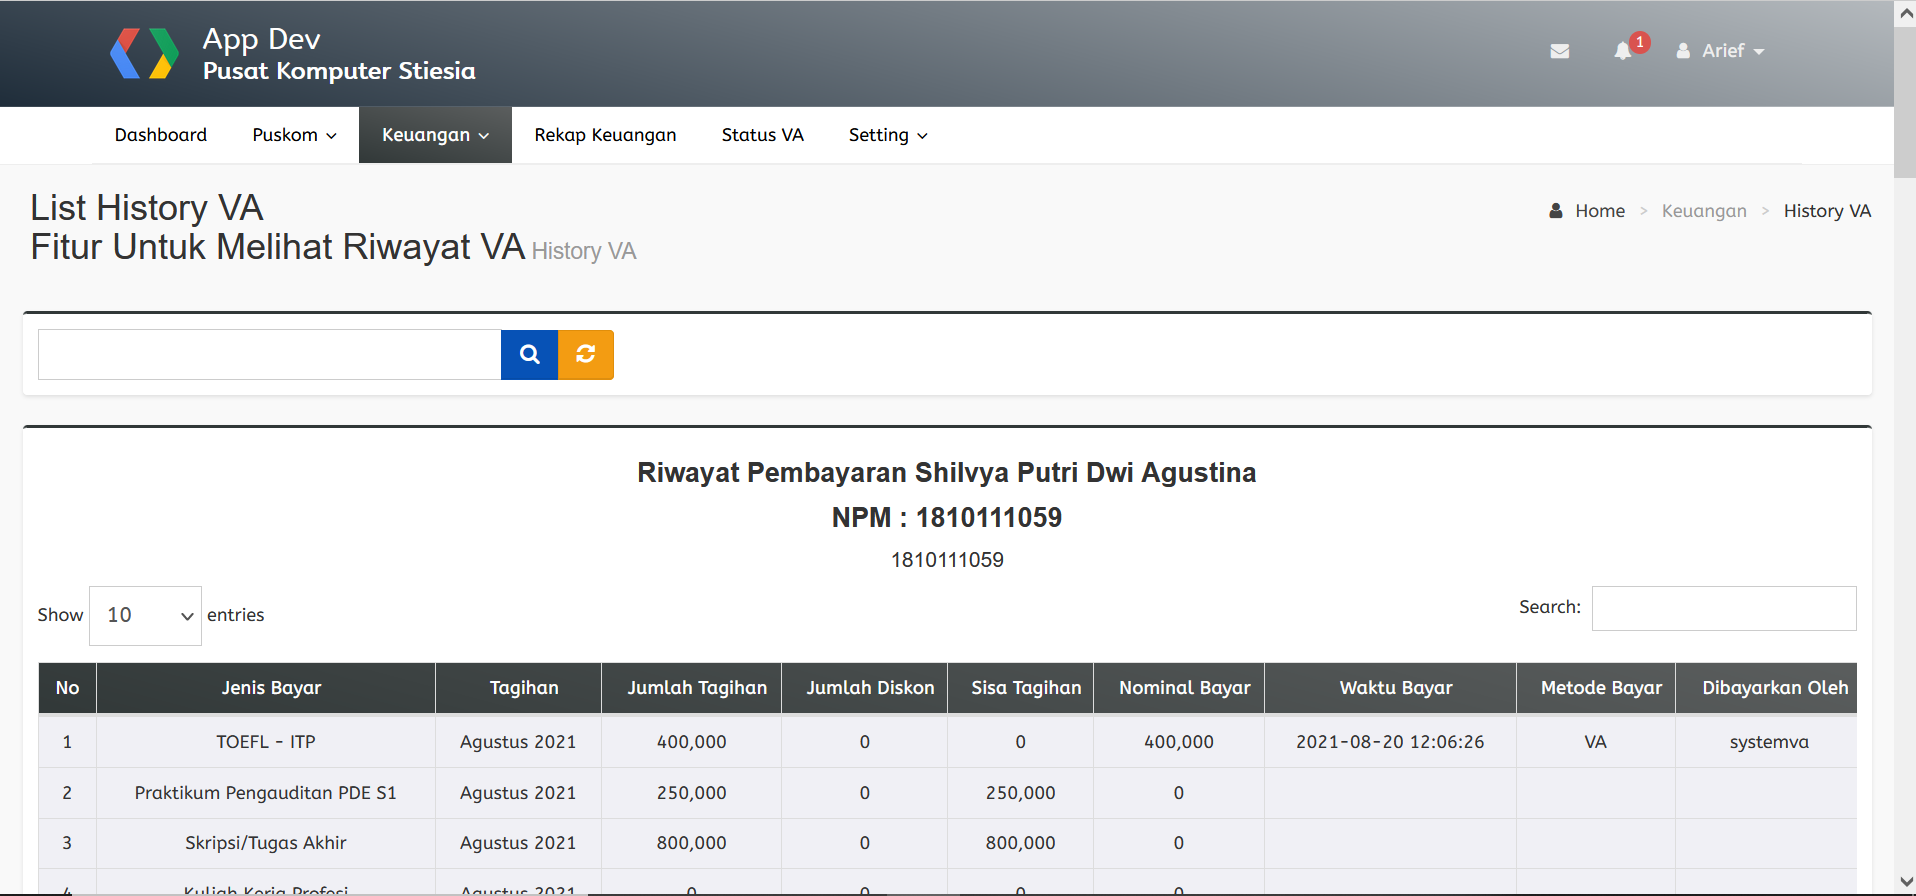 App Dev
Pusat Komputer Stiesia
1
Arief
Dashboard Puskom Keuangan Rekap Keuangan Status VA Setting
List History VA
Fitur Untuk Melihat Riwayat VA History VA
Home > Keuangan > History VA
Riwayat Pembayaran Shilvya Putri Dwi Agustina
NPM : 1810111059
1810111059
Show 10 entries
Search:
No Jenis Bayar Tagihan Jumlah Tagihan Jumlah Diskon Sisa Tagihan Nominal Bayar Waktu Bayar Metode Bayar Dibayarkan Oleh
1 TOEFL - ITP Agustus 2021 400,000 0 0 400,000 2021-08-20 12:06:26 VA systemva
2 Praktikum Pengauditan PDE S1 Agustus 2021 250,000 0 250,000 0
3 Skripsi/Tugas Akhir Agustus 2021 800,000 0 800,000 0
4 Kuliah Kerja Profesi Agustus 2021 0 0 0 0